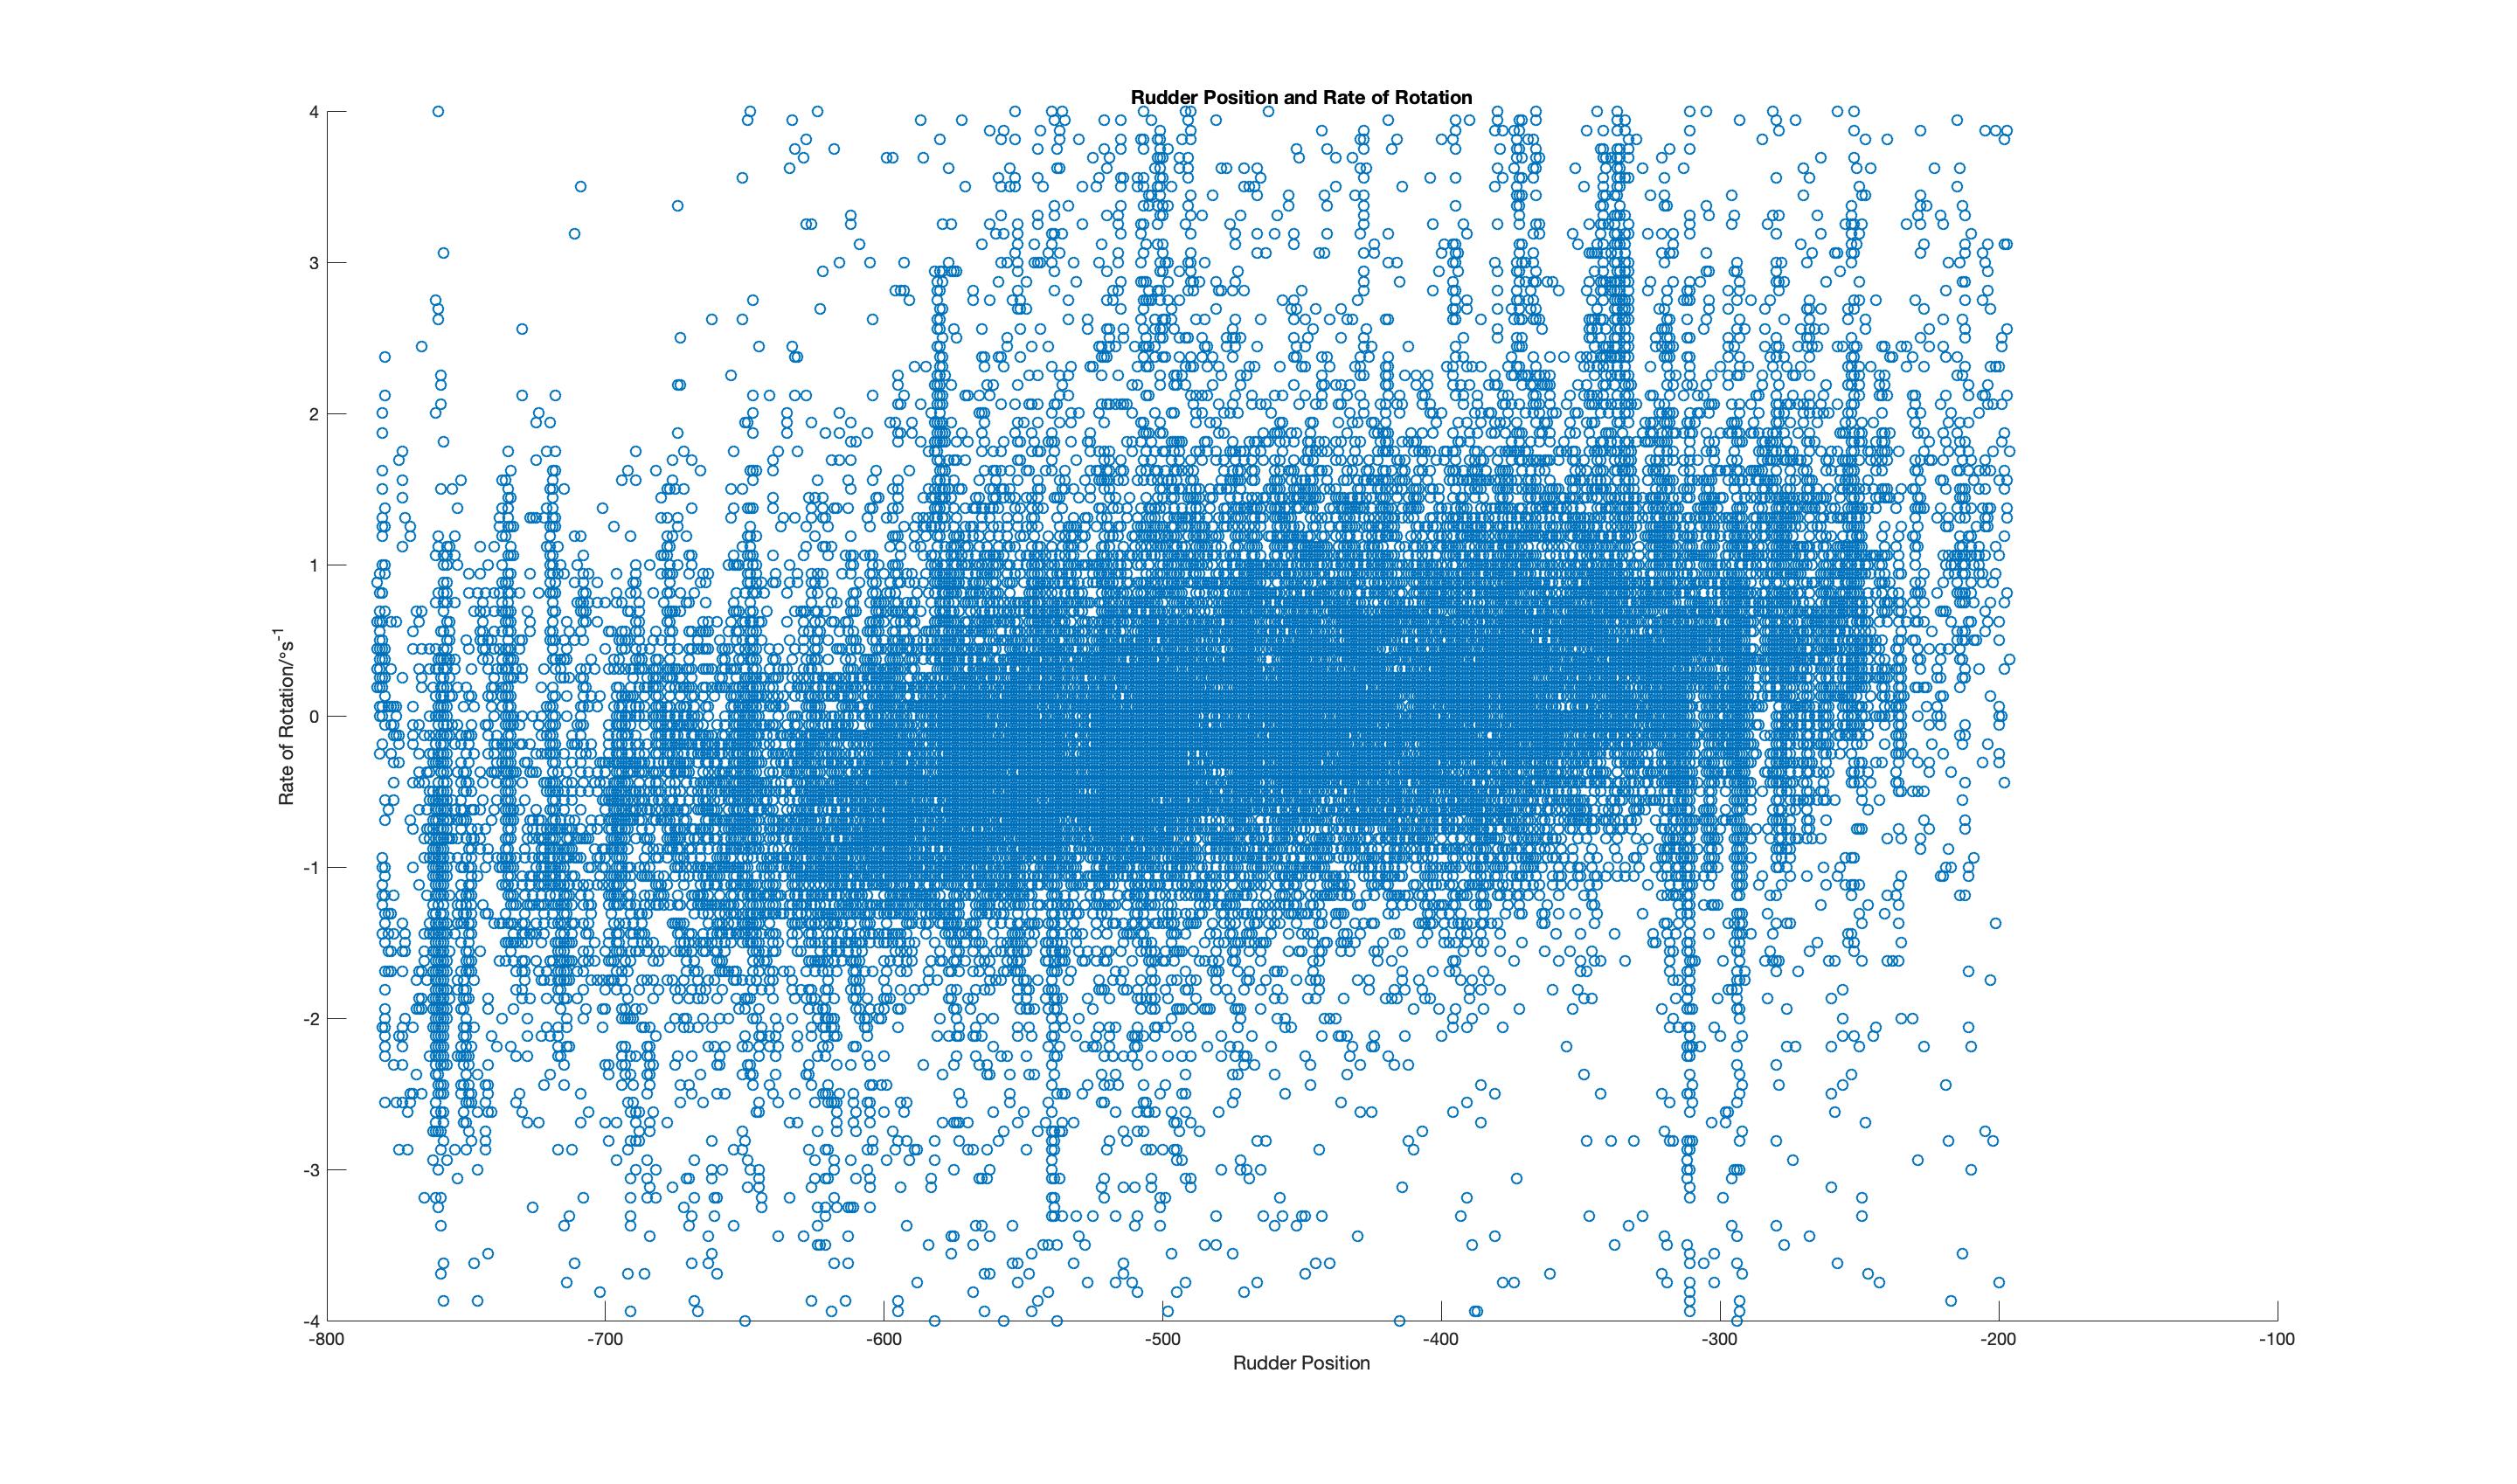 Rudder Position and Rate of Rotation
4
3
2
1
0
-1
-2
-3
-4
Rate of Rotation/°s-1
-800 -700 -600 -500 -400 -300 -200 -100
Rudder Position